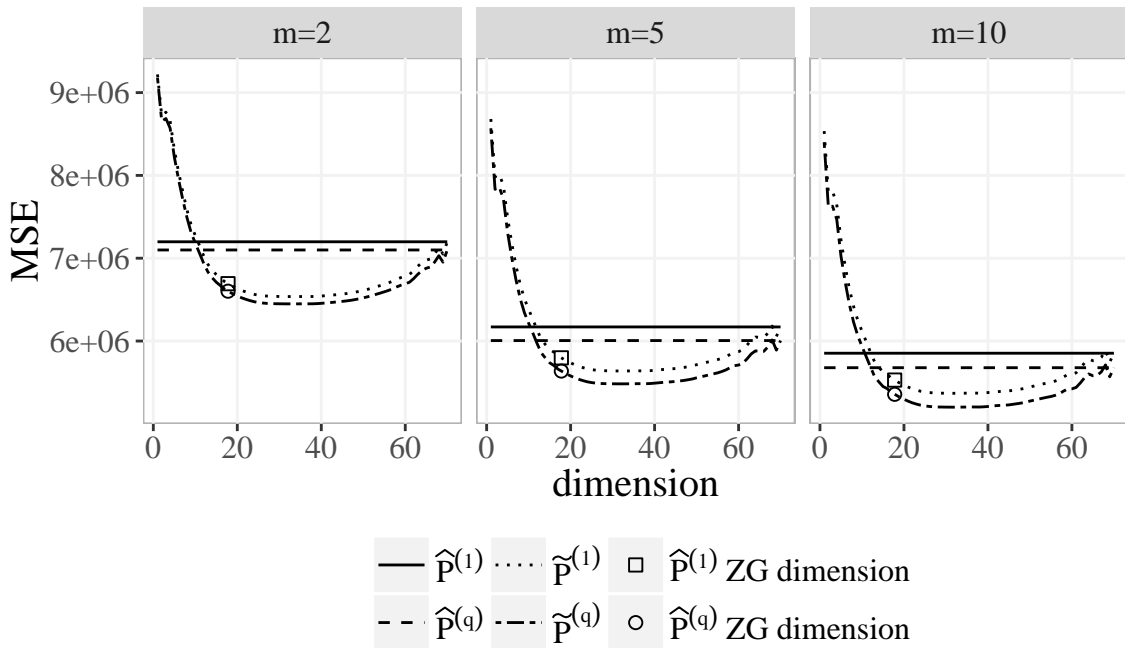 m=2 m=5 m=10
9e+06
8e+06
7e+06
6e+06
MSE
0 20 40 60 0 20 40 60 0 20 40 60
dimension
P̂(1) P̃(1) P̂(1) ZG dimension
P̂(q) P̃(q) P̂(q) ZG dimension